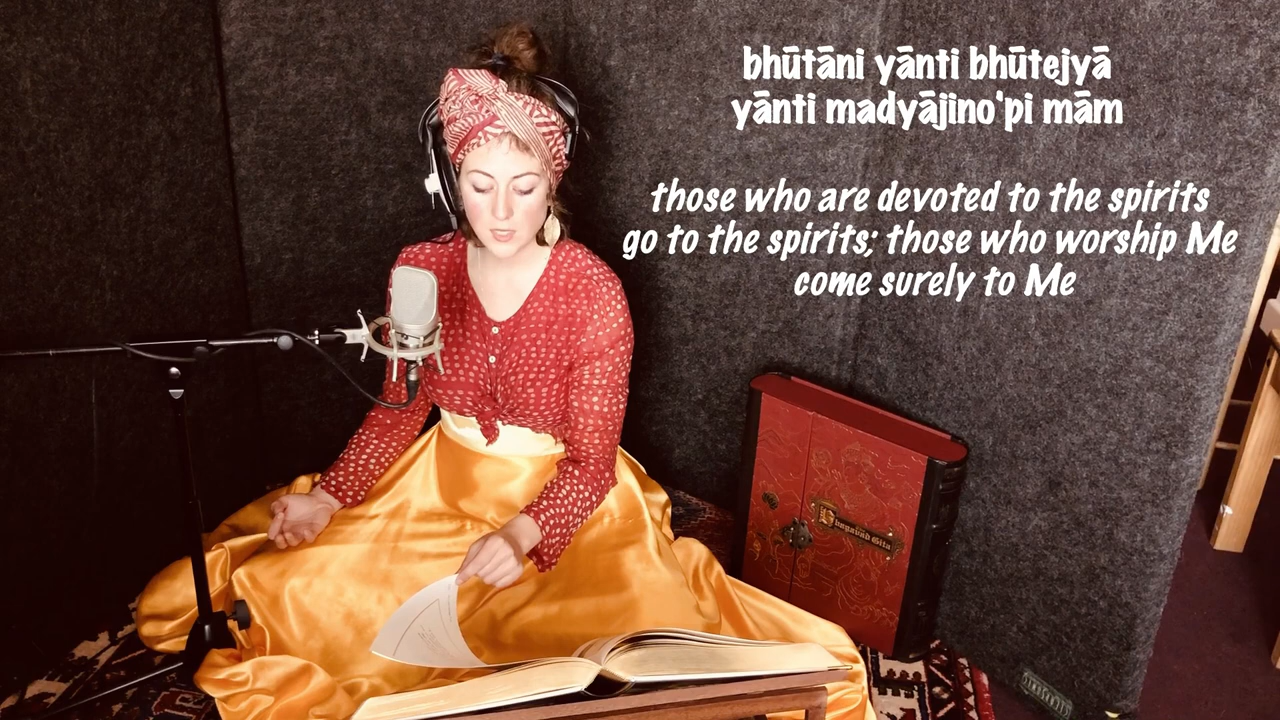 bhūtāni yānti bhūtejyā
yānti madyājino'pi mām
those who are devoted to the spirits
go to the spirits; those who worship Me
come surely to Me
Bhagavad Gita